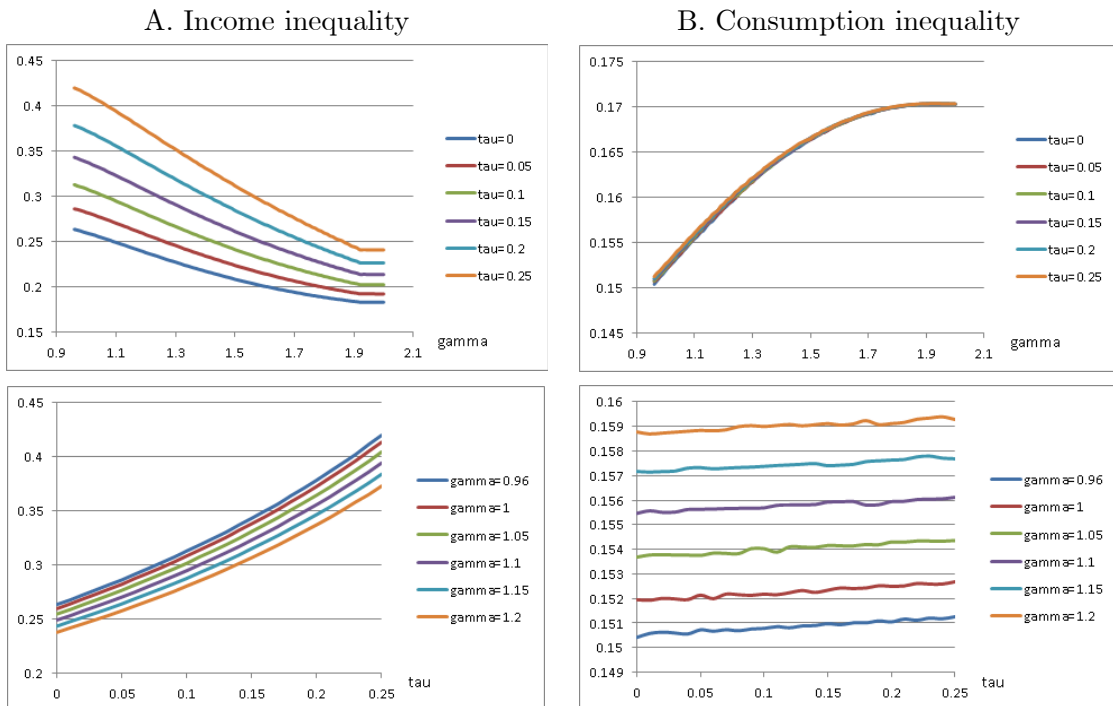 A. Income inequality
B. Consumption inequality
0.45
0.4
0.35
0.3
0.25
0.2
0.15
0.9 1.1 1.3 1.5 1.7 1.9 2.1
gamma
tau=0
tau=0.05
tau=0.1
tau=0.15
tau=0.2
tau=0.25
0.175
0.17
0.165
0.16
0.155
0.15
0.145
0.9 1.1 1.3 1.5 1.7 1.9 2.1
gamma
tau=0
tau=0.05
tau=0.1
tau=0.15
tau=0.2
tau=0.25
0.45
0.4
0.35
0.3
0.25
0.2
0 0.05 0.1 0.15 0.2 0.25
tau
gamma=0.96
gamma=1
gamma=1.05
gamma=1.1
gamma=1.15
gamma=1.2
0.16
0.159
0.158
0.157
0.156
0.155
0.154
0.153
0.152
0.151
0.15
0.149
0 0.05 0.1 0.15 0.2 0.25
tau
gamma=0.96
gamma=1
gamma=1.05
gamma=1.1
gamma=1.15
gamma=1.2